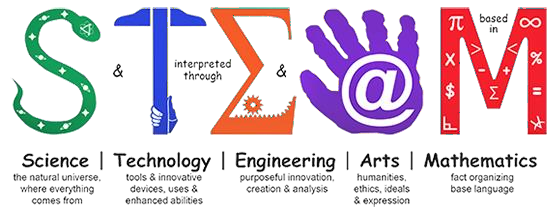 S & T interpreted through E & @ based in M
π ∞
X > < %
$ - + =
Σ
Science | Technology | Engineering | Arts | Mathematics
the natural universe, where everything comes from
tools & innovative devices, uses & enhanced abilities
purposeful innovation, creation & analysis
humanities, ethics, ideals & expression
fact organizing base language